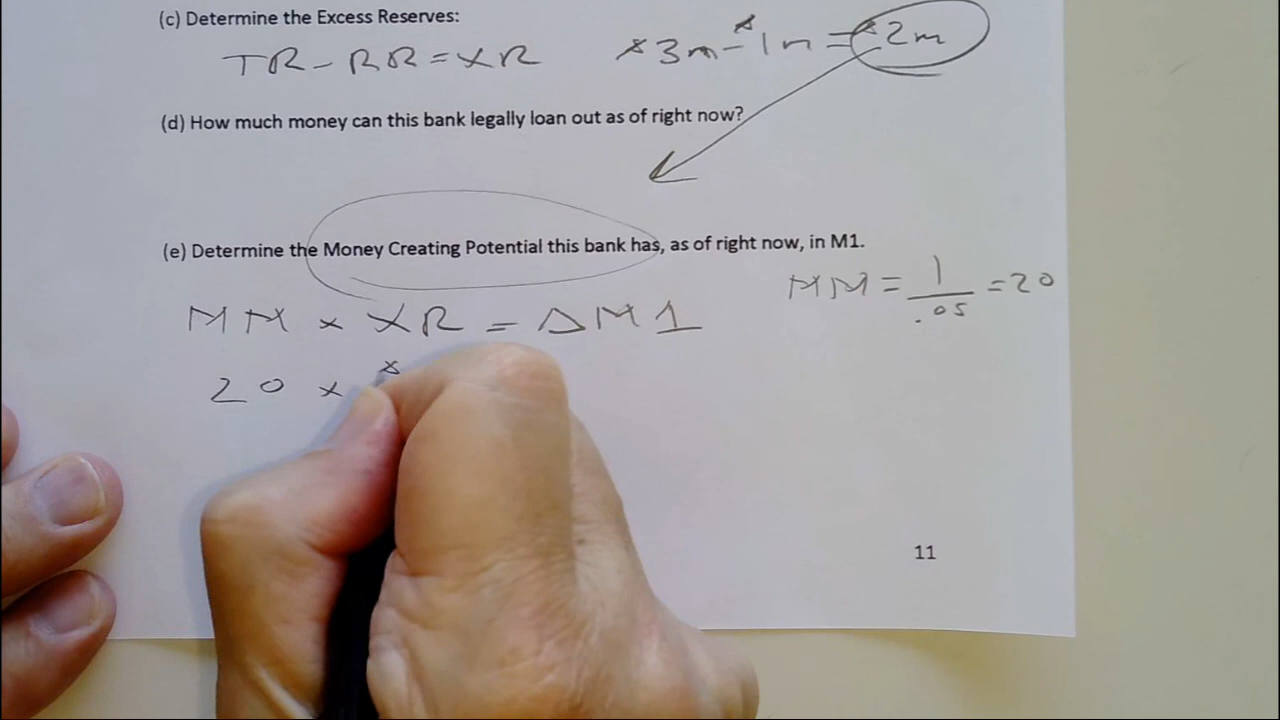 (c) Determine the Excess Reserves:
TR - RR = XR $3m - $1m = $2m
(d) How much money can this bank legally loan out as of right now?
(e) Determine the Money Creating Potential this bank has, as of right now, in M1.
MM = 1/.05 = 20
MM x XR = ΔM1
20 x $
11